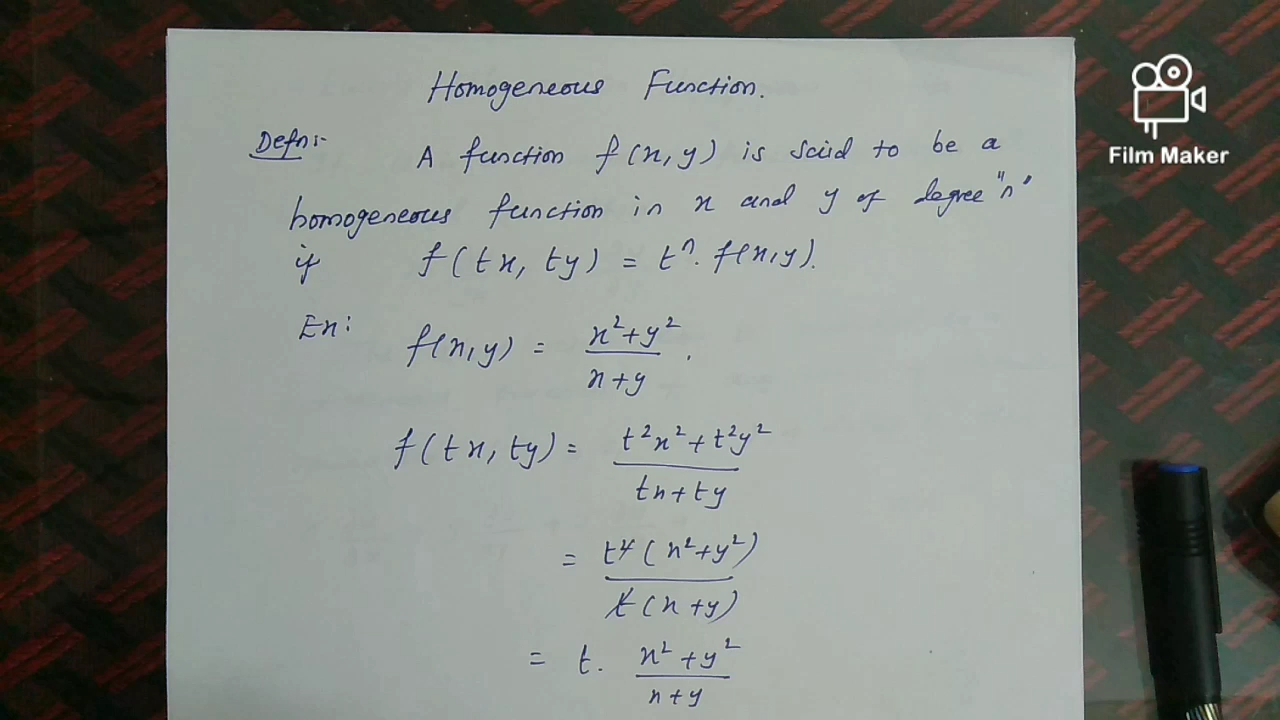 Homogeneous Function.
Defn:- A function f(x,y) is said to be a
homogeneous function in x and y of degree "n"
if f(tx, ty) = tⁿ. f(x,y).
Ex: f(x,y) = x²+y² / x+y .
f(tx, ty) = t²x²+t²y² / tx+ty
= t²(x²+y²) / t(x+y)
= t. x²+y² / x+y
Film Maker